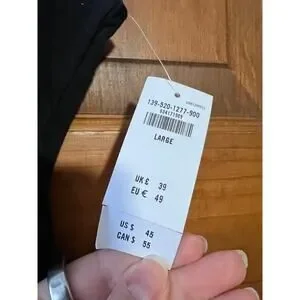 139-520-1277-900
LARGE
UK £ 39
EU € 49
US $ 45
CAN $ 55